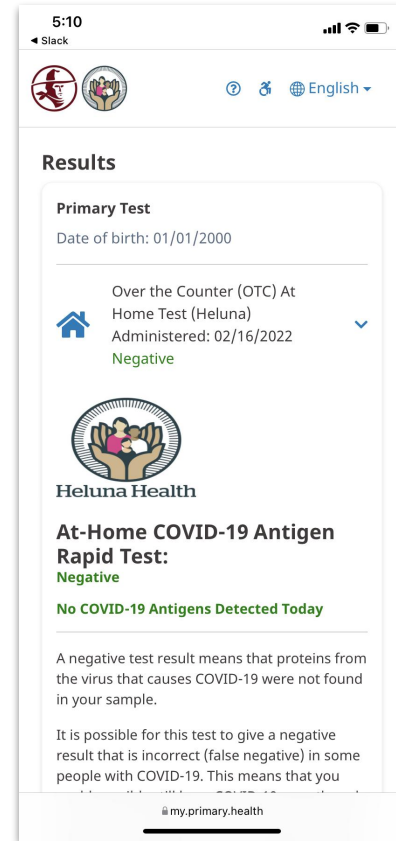 5:10
◀ Slack
English
Results
Primary Test
Date of birth: 01/01/2000
Over the Counter (OTC) At
Home Test (Heluna)
Administered: 02/16/2022
Negative
Heluna Health
At-Home COVID-19 Antigen
Rapid Test:
Negative
No COVID-19 Antigens Detected Today
A negative test result means that proteins from
the virus that causes COVID-19 were not found
in your sample.
It is possible for this test to give a negative
result that is incorrect (false negative) in some
people with COVID-19. This means that you
my.primary.health